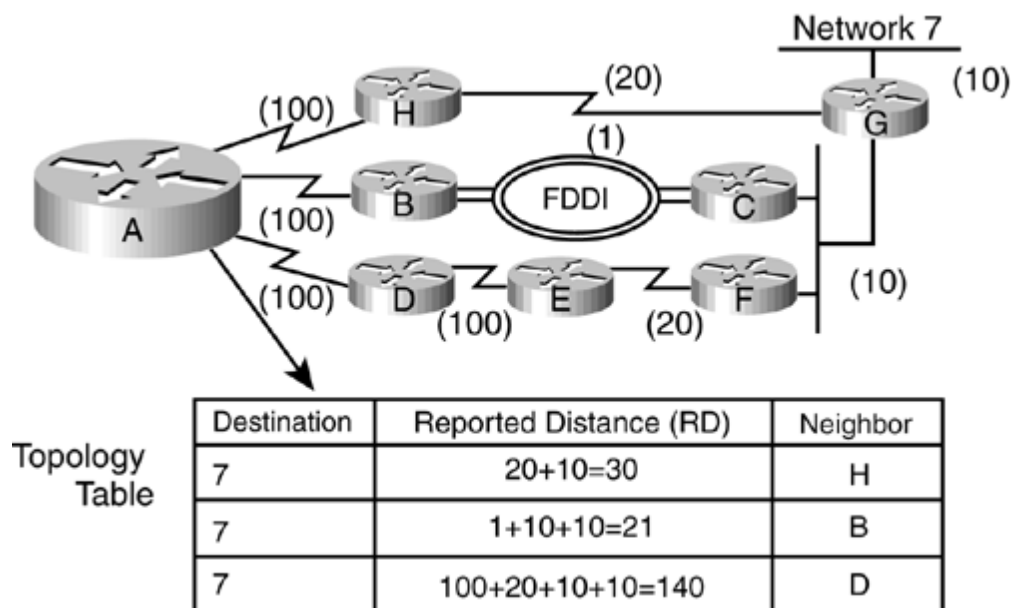 Network 7
(10)
(20)
(100)
H
G
(1)
A
B
FDDI
C
(100)
(10)
D
E
F
(100)
(100)
(20)
Topology
Table
Destination Reported Distance (RD) Neighbor
7 20+10=30 H
7 1+10+10=21 B
7 100+20+10+10=140 D